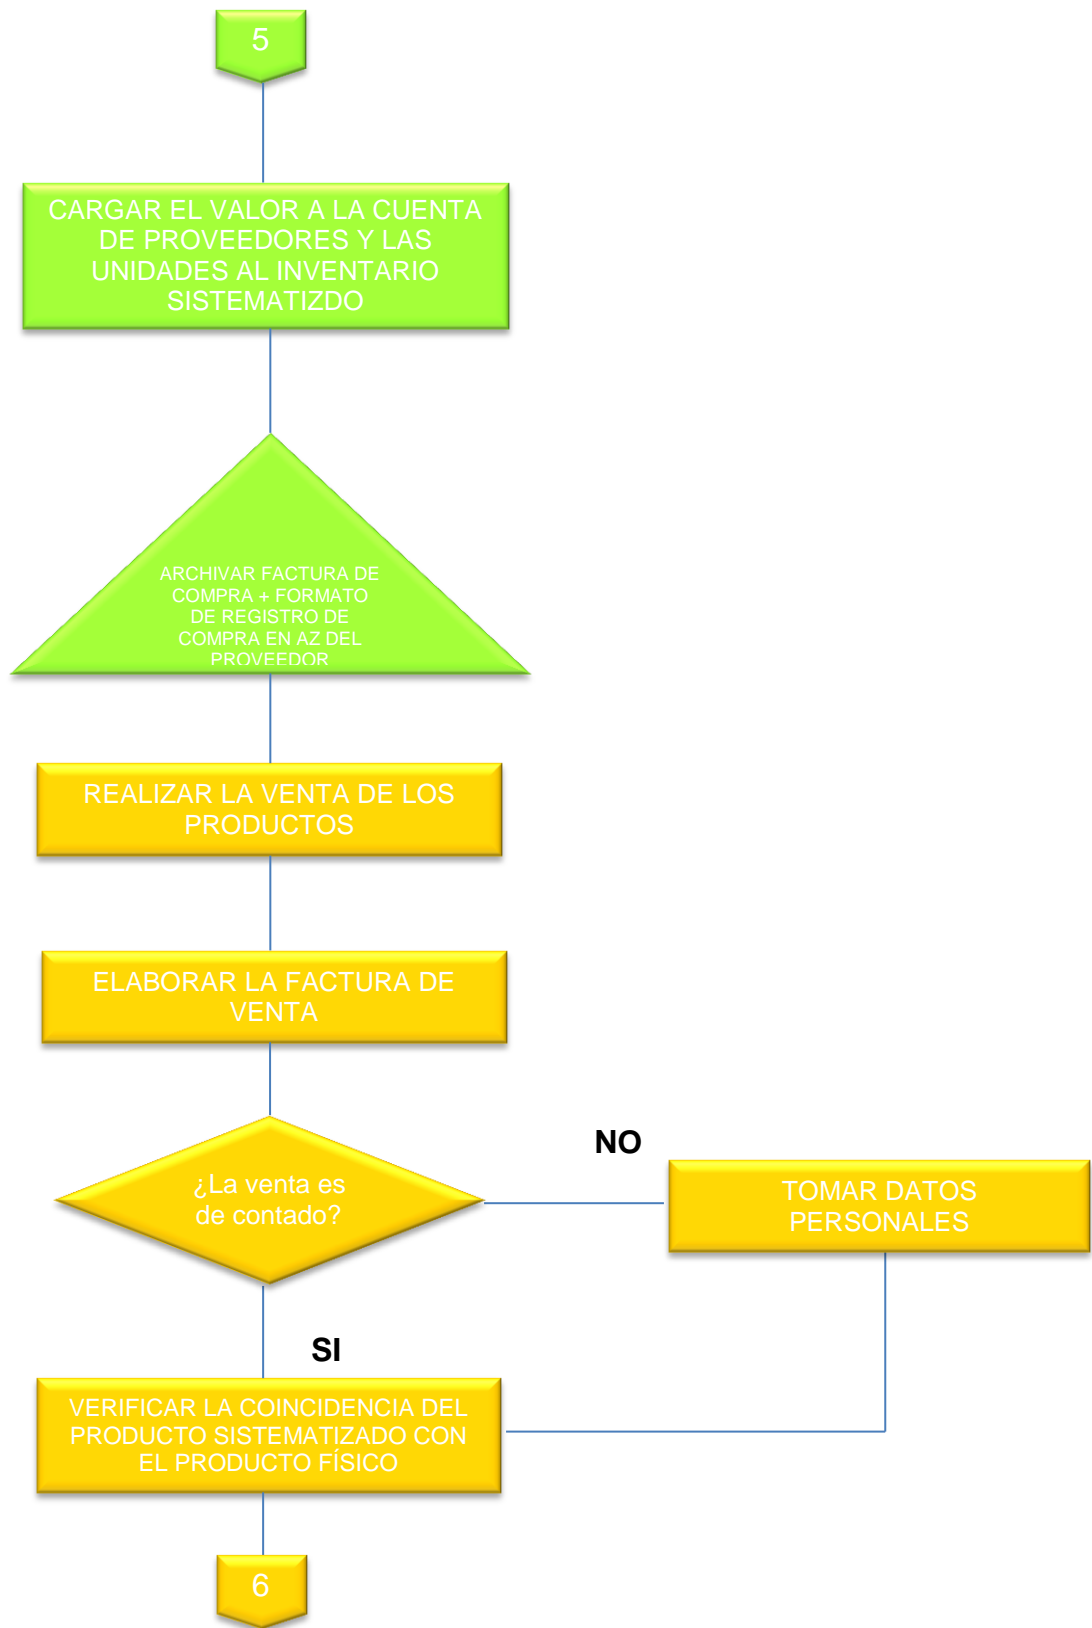 5
CARGAR EL VALOR A LA CUENTA
DE PROVEEDORES Y LAS
UNIDADES AL INVENTARIO
SISTEMATIZDO
ARCHIVAR FACTURA DE
COMPRA + FORMATO
DE REGISTRO DE
COMPRA EN AZ DEL
PROVEEDOR
REALIZAR LA VENTA DE LOS
PRODUCTOS
ELABORAR LA FACTURA DE
VENTA
¿La venta es
de contado?
NO
TOMAR DATOS
PERSONALES
SI
VERIFICAR LA COINCIDENCIA DEL
PRODUCTO SISTEMATIZADO CON
EL PRODUCTO FÍSICO
6